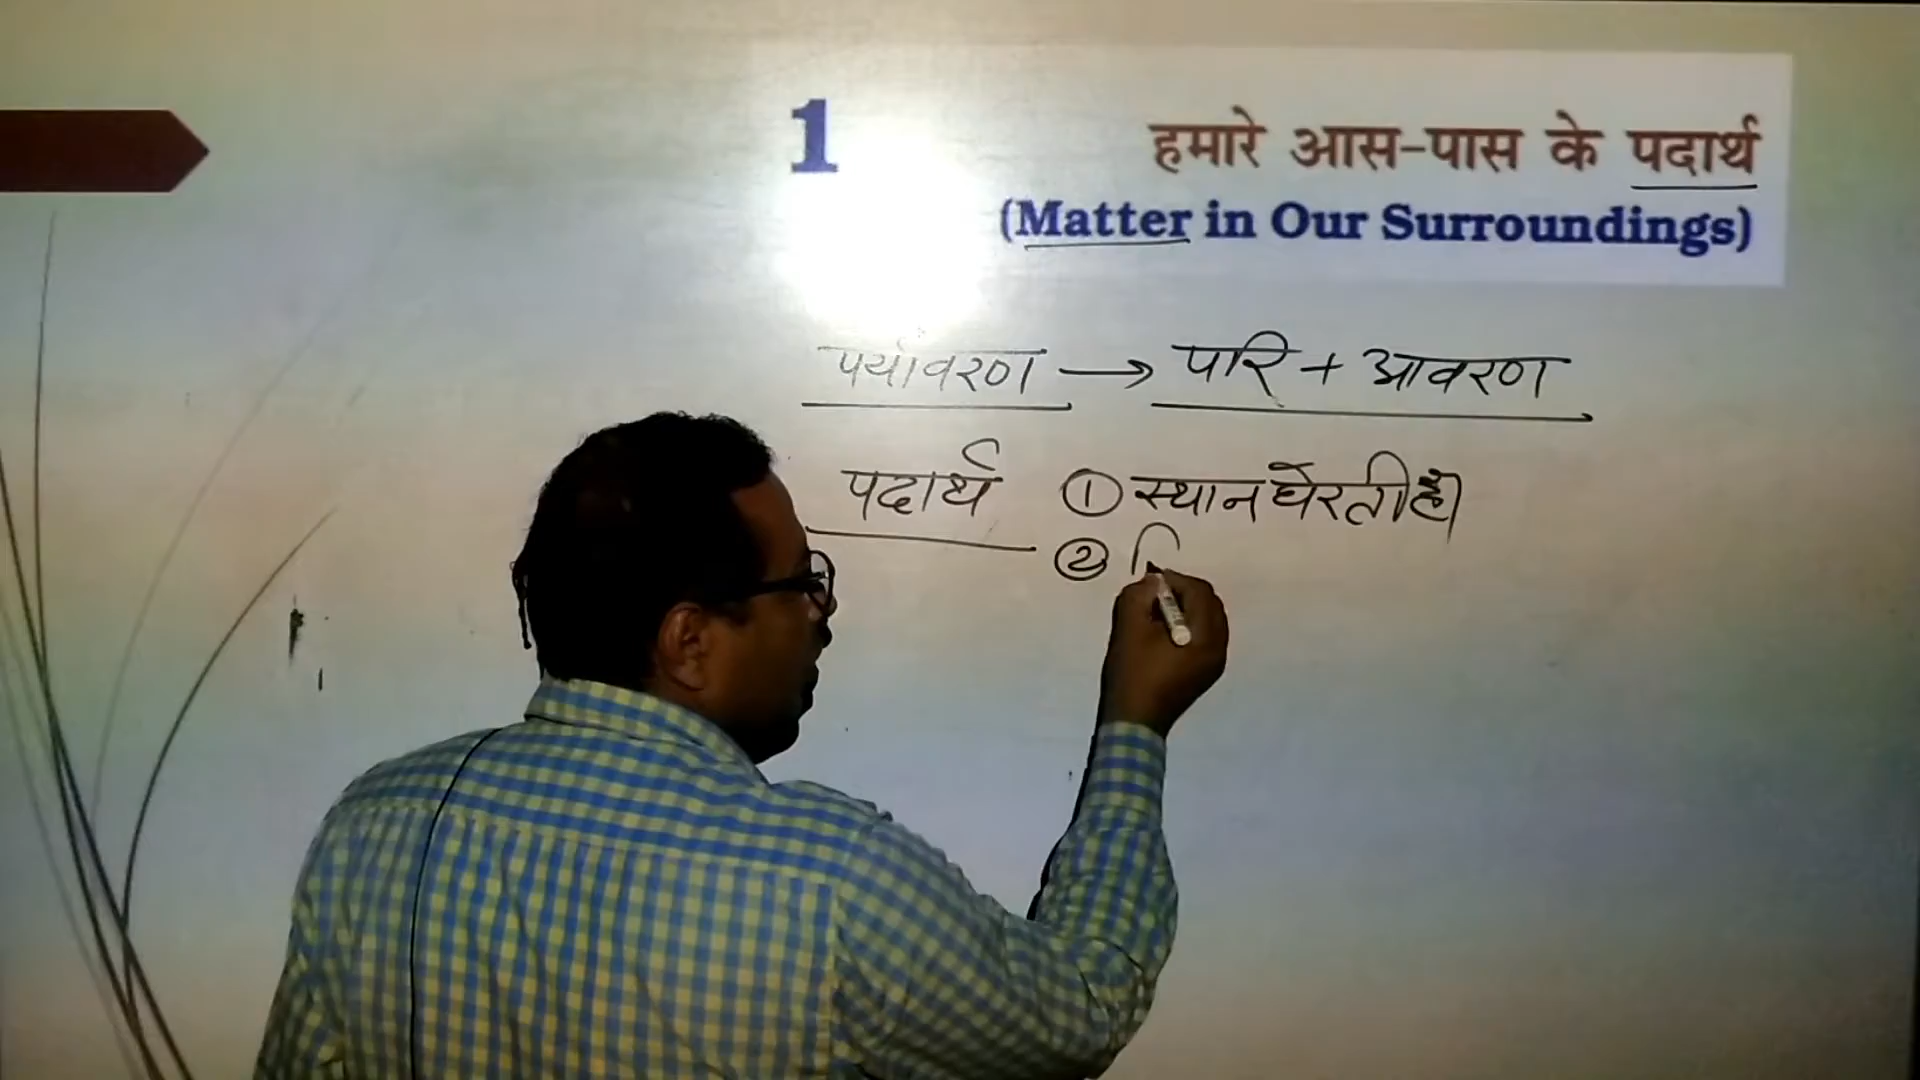 1
हमारे आस-पास के पदार्थ
(Matter in Our Surroundings)
पर्यावरण → परि + आवरण
पदार्थ ① स्थान घेरती है।
②